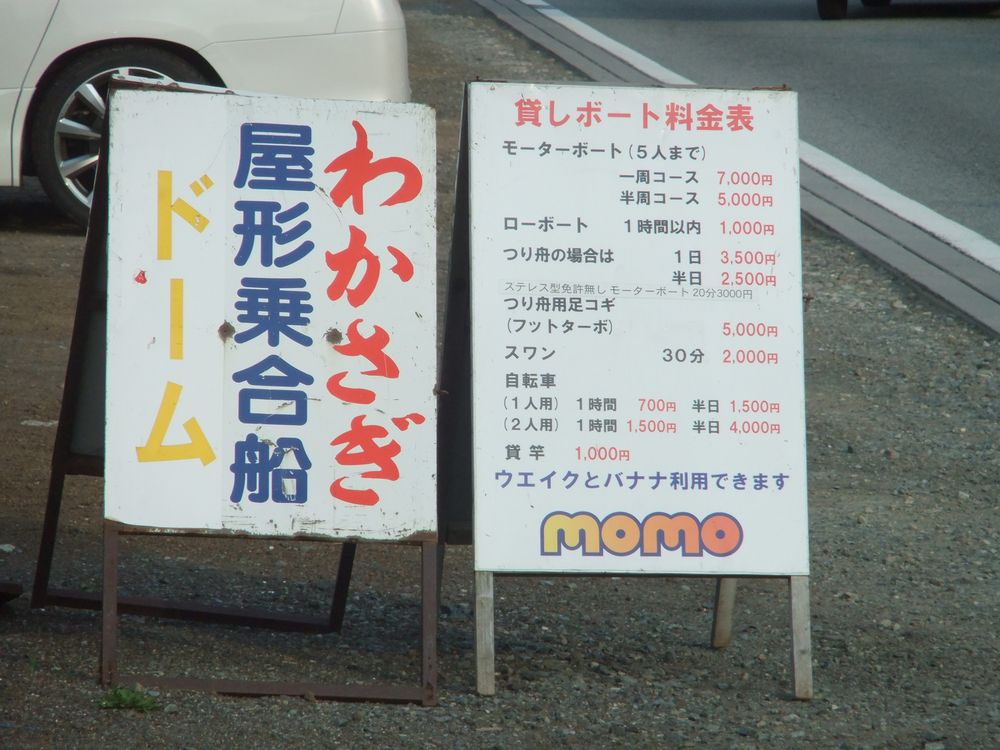 わかさぎ
屋形乗合船
ドーム
貸しボート料金表
モーターボート(5人まで)
一周コース 7,000円
半周コース 5,000円
ローボート 1時間以内 1,000円
つり舟の場合は 1日 3,500円
半日 2,500円
ステレス型免許無し モーターボート 20分3000円
つり舟用足コギ
(フットターボ) 5,000円
スワン 30分 2,000円
自転車
(1人用) 1時間 700円 半日 1,500円
(2人用) 1時間 1,500円 半日 4,000円
貸竿 1,000円
ウエイクとバナナ利用できます
momo